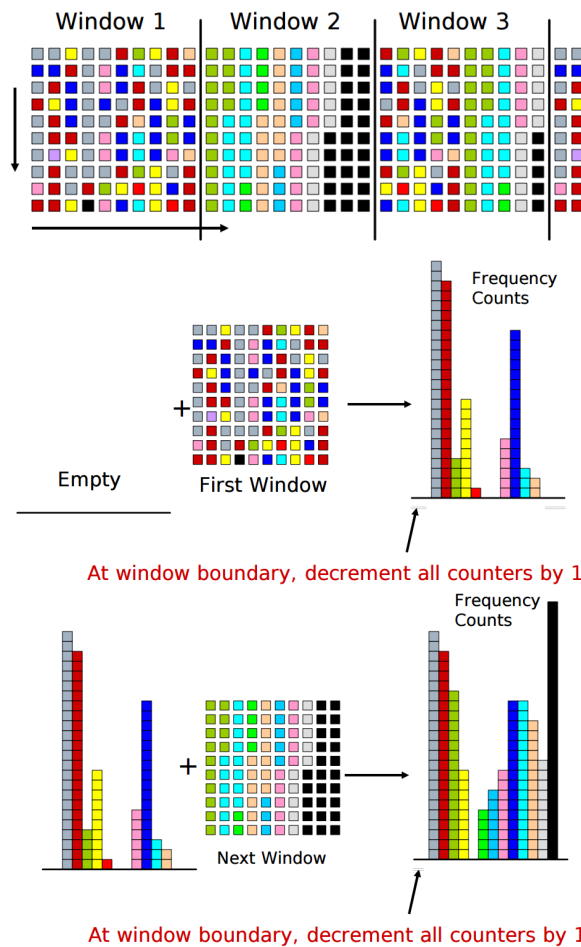 Window 1 Window 2 Window 3
Frequency
Counts
+
Empty
First Window
At window boundary, decrement all counters by 1
Frequency
Counts
+
Next Window
At window boundary, decrement all counters by 1